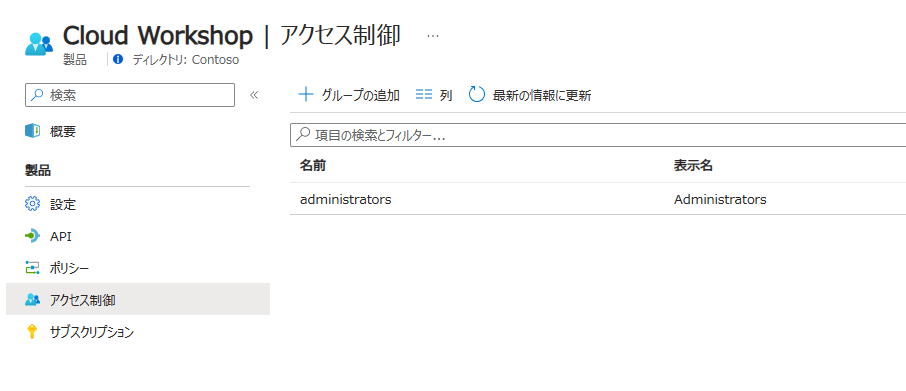 Cloud Workshop | アクセス制御 …
製品 ディレクトリ: Contoso
検索 «
概要
製品
設定
API
ポリシー
アクセス制御
サブスクリプション
グループの追加 列 最新の情報に更新
項目の検索とフィルター...
名前 表示名
administrators Administrators